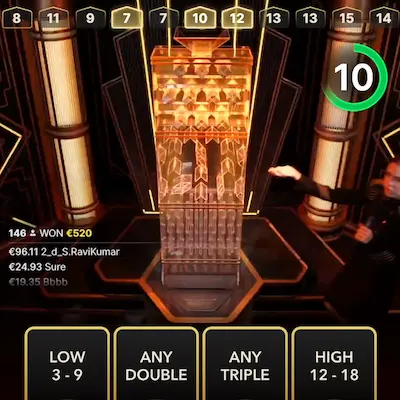 8 11 9 7 10 12 13 13 15 14
10
146 WON €520
€96.11 2_d_S.RaviKumar
€24.93 Sure
€19.35 Bbbb
LOW
3 - 9
ANY
DOUBLE
ANY
TRIPLE
HIGH
12 - 18